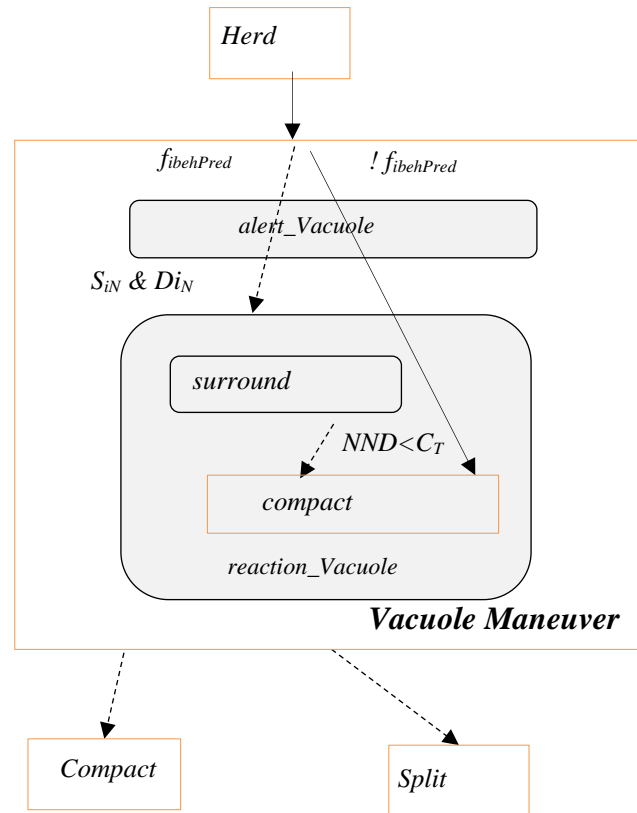 Herd
f_ibehPred
! f_ibehPred
alert_Vacuole
S_iN & Di_N
surround
NND<C_T
compact
reaction_Vacuole
Vacuole Maneuver
Compact
Split